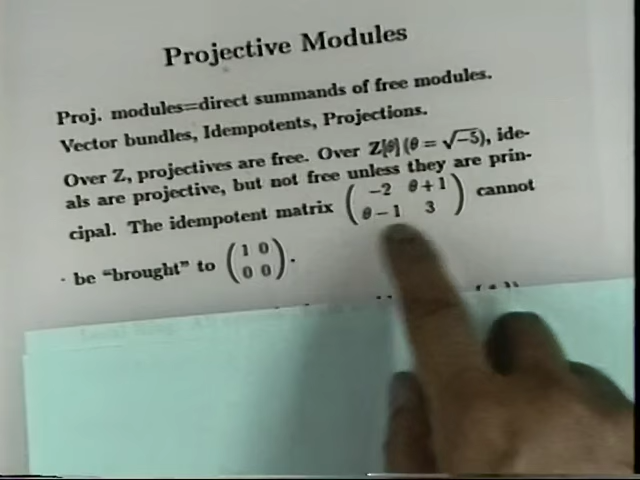 Projective Modules
Proj. modules=direct summands of free modules.
Vector bundles, Idempotents, Projections.
Over Z, projectives are free. Over Z[θ] (θ = √−5), ide-
als are projective, but not free unless they are prin-
cipal. The idempotent matrix ( −2 θ+1 θ−1 3 ) cannot
be “brought” to ( 1 0 0 0 ).